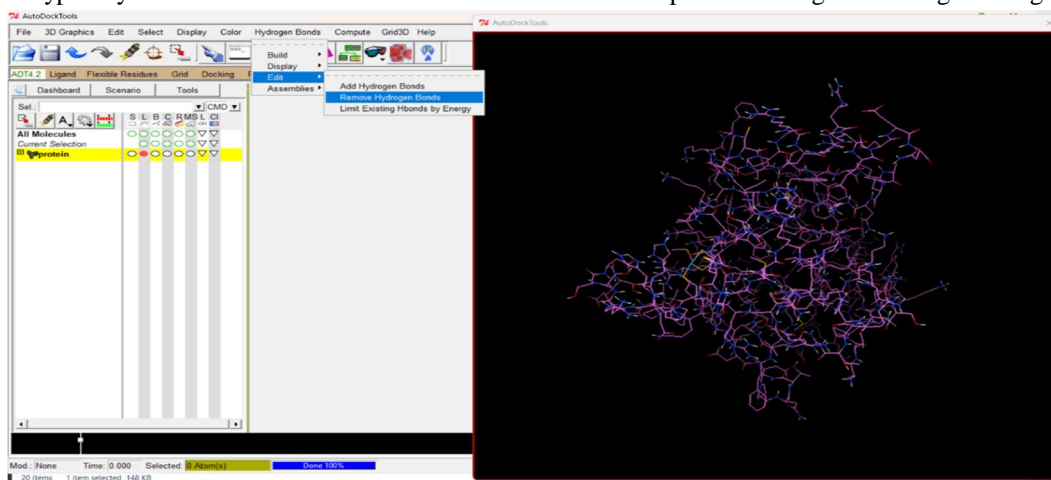 AutoDockTools
File 3D Graphics Edit Select Display Color Hydrogen Bonds Compute Grid3D Help
Build
Display
Edit
Assemblies
Add Hydrogen Bonds
Remove Hydrogen Bonds
Limit Existing Hbonds by Energy
ADT4.2 Ligand Flexible Residues Grid Docking
Dashboard Scenario Tools
Sel.: CMD
S L B C R MS L Cl
All Molecules
Current Selection
protein
Mod.: None Time: 0.000 Selected: 0 Atom(s) Done 100%
20 items 1 item selected 148 KB
AutoDockTools